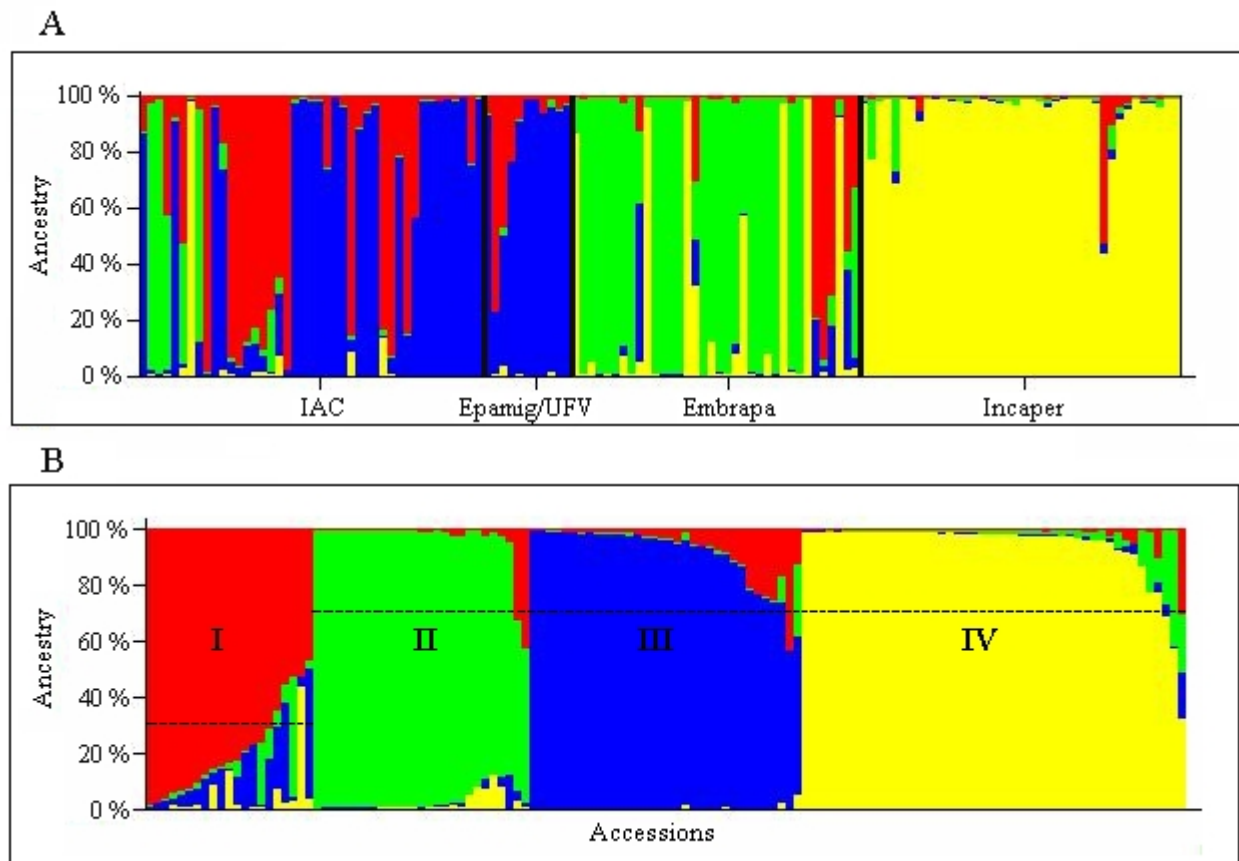 A
100 %
80 %
60 %
40 %
20 %
0 %
Ancestry
IAC Epamig/UFV Embrapa Incaper
B
100 %
80 %
60 %
40 %
20 %
0 %
Ancestry
I II III IV
Accessions